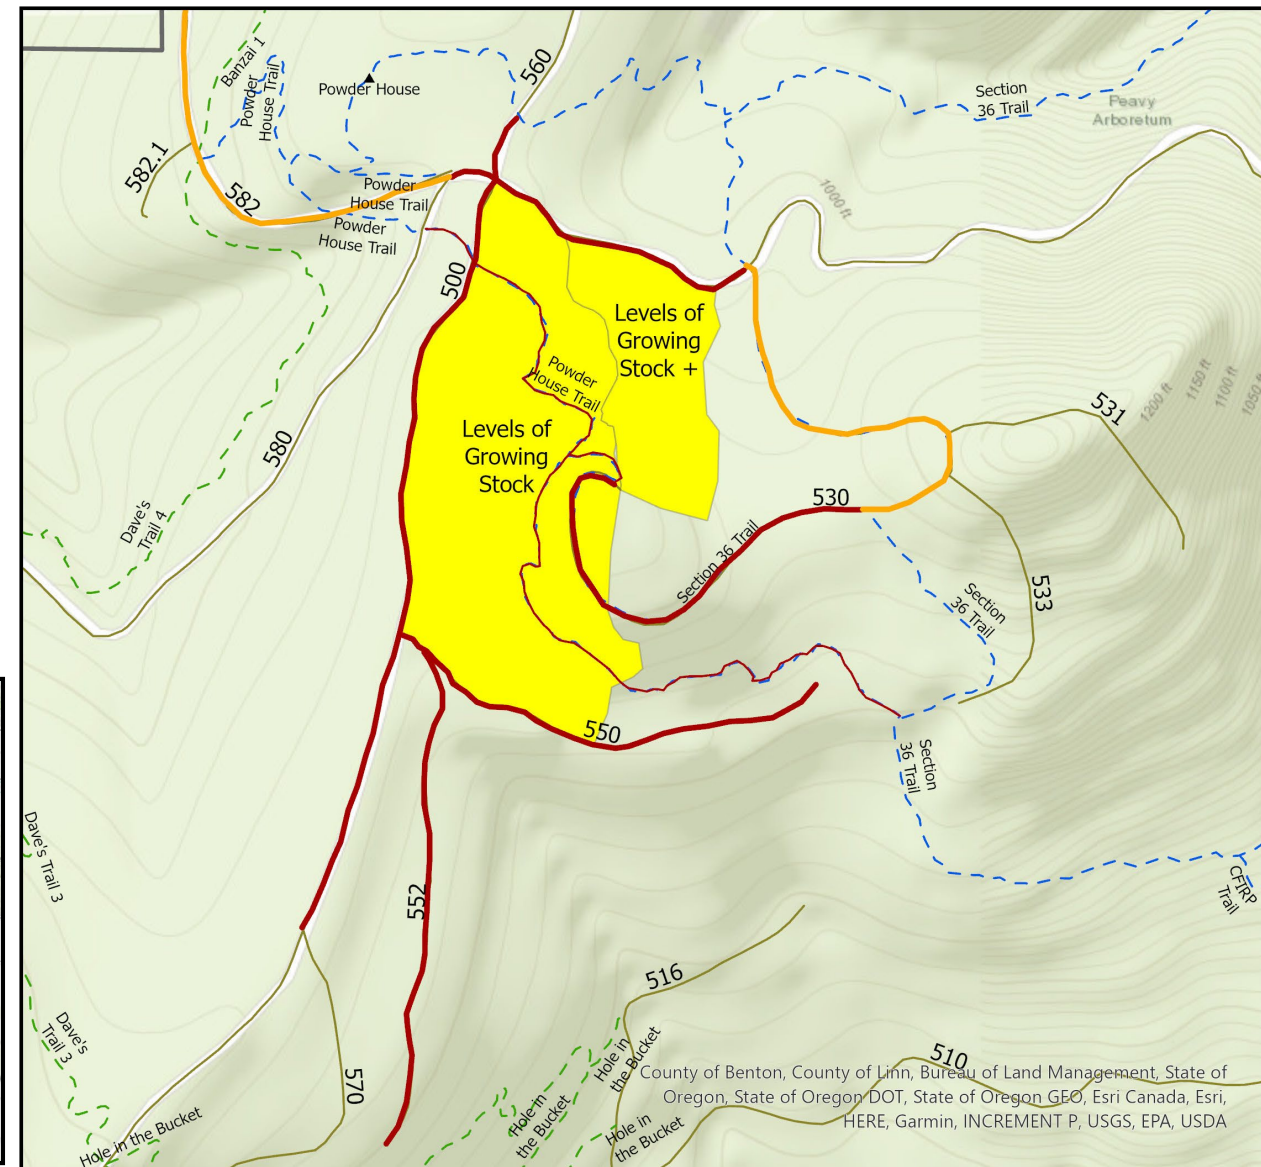 560
Banzai 1
Powder
House Trail
Powder House
Section
36 Trail
Peavy
Arboretum
582.1
582
Powder
House Trail
Powder
House Trail
1000 ft
500
Levels of
Growing
Stock +
Powder
House Trail
1200 ft
1150 ft
1100 ft
531
580
Levels of
Growing
Stock
530
Dave's
Trail 4
Section 36 Trail
Section
36 Trail
533
550
Section
36 Trail
Dave's Trail 3
552
CFIRP
Trail
516
Dave's
Trail 3
Hole in
the Bucket
510
County of Benton, County of Linn, Bureau of Land Management, State of
Oregon, State of Oregon DOT, State of Oregon GEO, Esri Canada, Esri,
HERE, Garmin, INCREMENT P, USGS, EPA, USDA
570
Hole in the Bucket
Hole in
the Bucket
Hole in
the Bucket